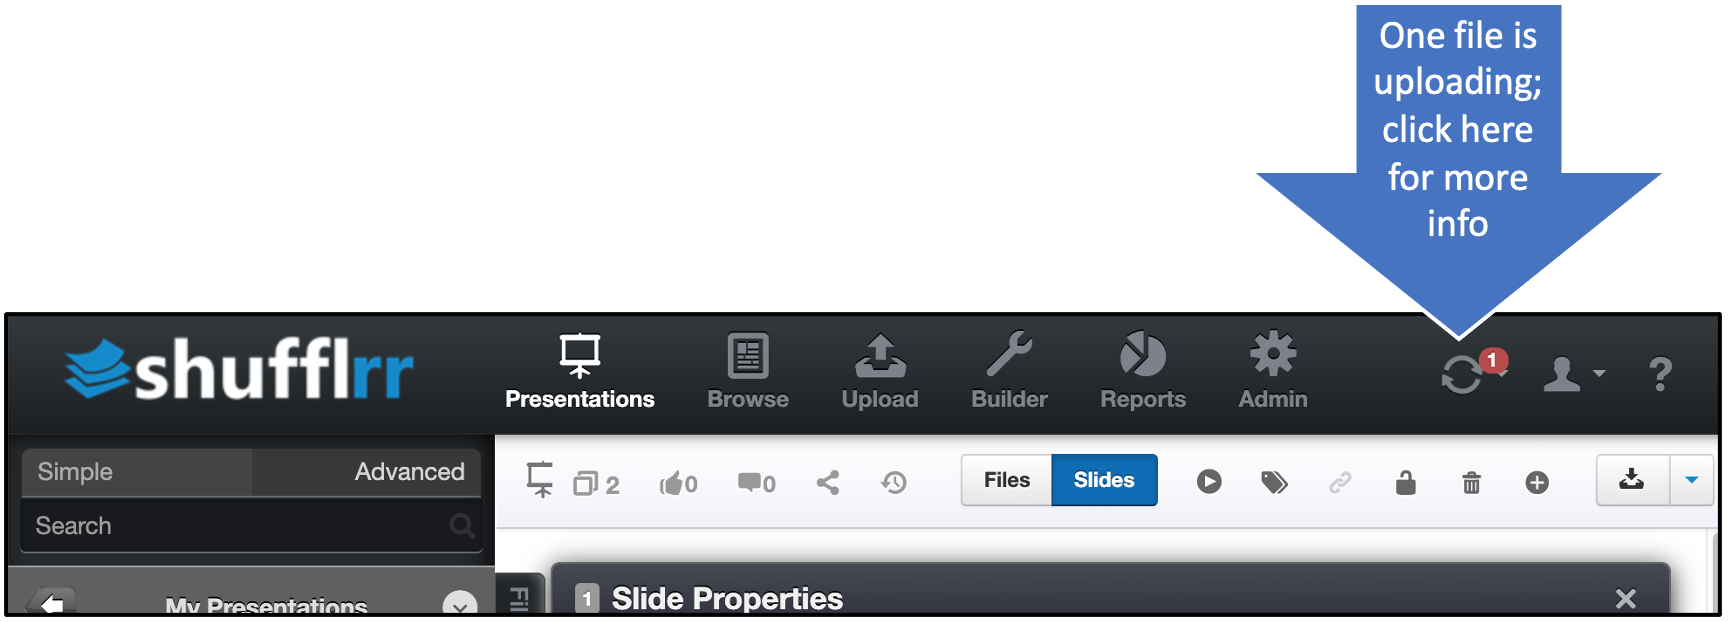 One file is
uploading;
click here
for more
info
shufflrr
Presentations Browse Upload Builder Reports Admin 1 ?
Simple Advanced
2 0 0 Files Slides
Search
My Presentations Fil 1 Slide Properties